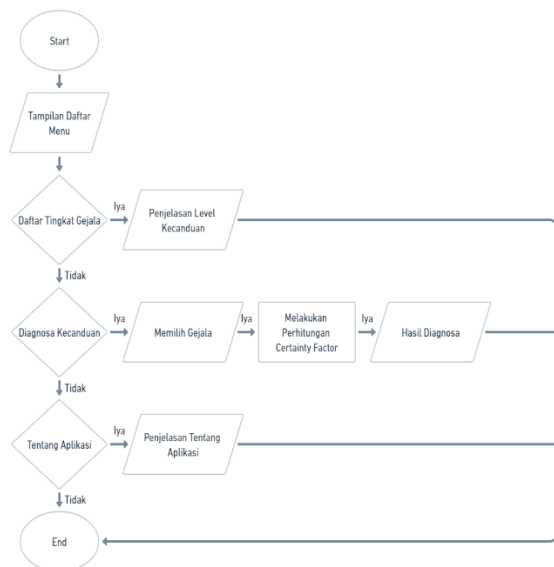 Start
Tampilan Daftar
Menu
Daftar Tingkat Gejala
Iya
Penjelasan Level
Kecanduan
Tidak
Diagnosa Kecanduan
Iya
Memilih Gejala
Iya
Melakukan
Perhitungan
Certainty Factor
Iya
Hasil Diagnosa
Tidak
Tentang Aplikasi
Iya
Penjelasan Tentang
Aplikasi
Tidak
End